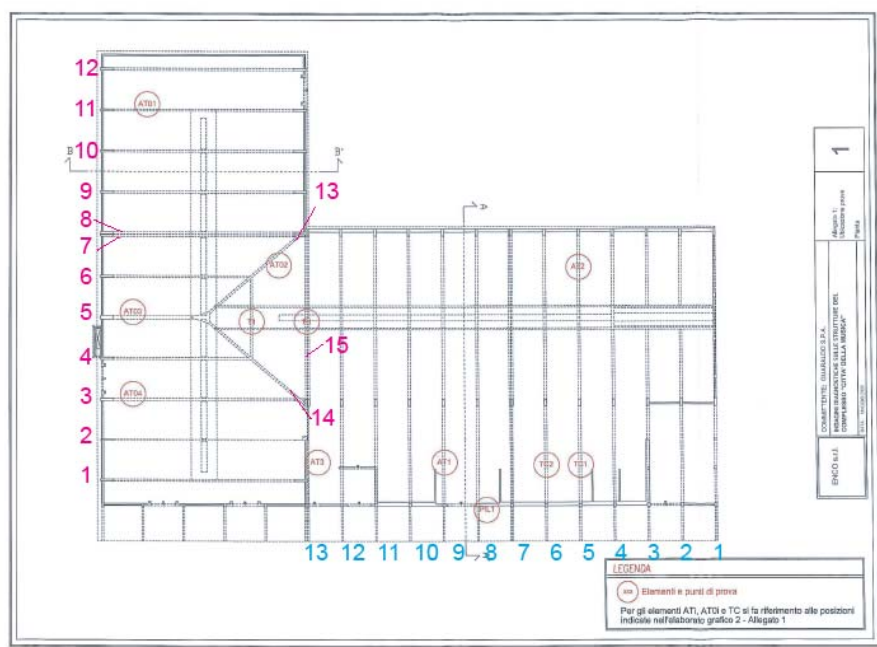 12
11
10
9
8
7
6
5
4
3
2
1
13
14
15
AT01
AT02
AT03
AT04
AT2
AT3
AT1
TC2
TC1
PIL1
B
B'
A
13 12 11 10 9 8 7 6 5 4 3 2 1
1
Allegato 1:
Ubicazione prove
Pianta
COMMITTENTE: GUARALDO S.P.A.
INDAGINI DIAGNOSTICHE SULLE STRUTTURE DEL
COMPLESSO "CITTA' DELLA MUSICA"
ENCO s.r.l.
LEGENDA
Elementi e punti di prova
Per gli elementi ATi, AT0i e TC si fa riferimento alle posizioni
indicate nell'elaborato grafico 2 - Allegato 1